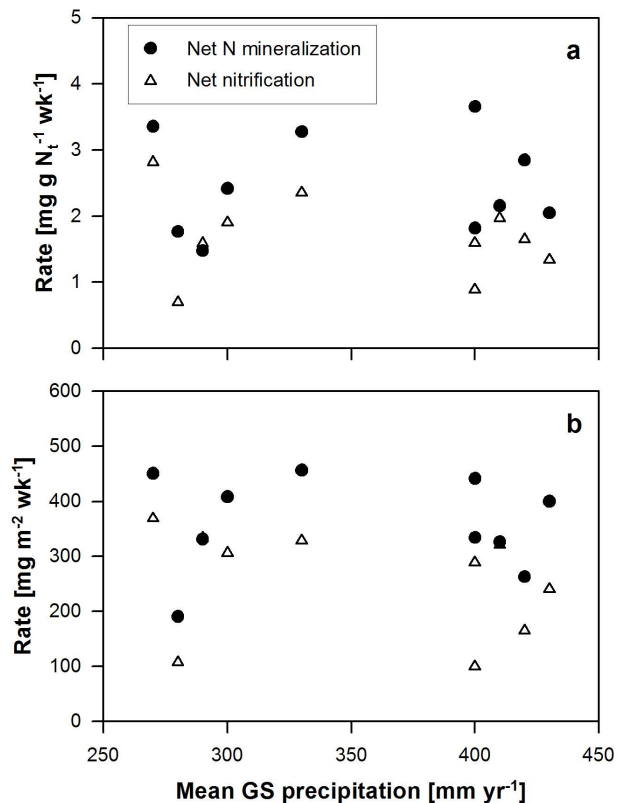 5
Net N mineralization
a
Net nitrification
4
3
2
1
0
Rate [mg g Nt-1 wk-1]
600
b
500
400
300
200
100
0
Rate [mg m-2 wk-1]
250 300 350 400 450
Mean GS precipitation [mm yr-1]